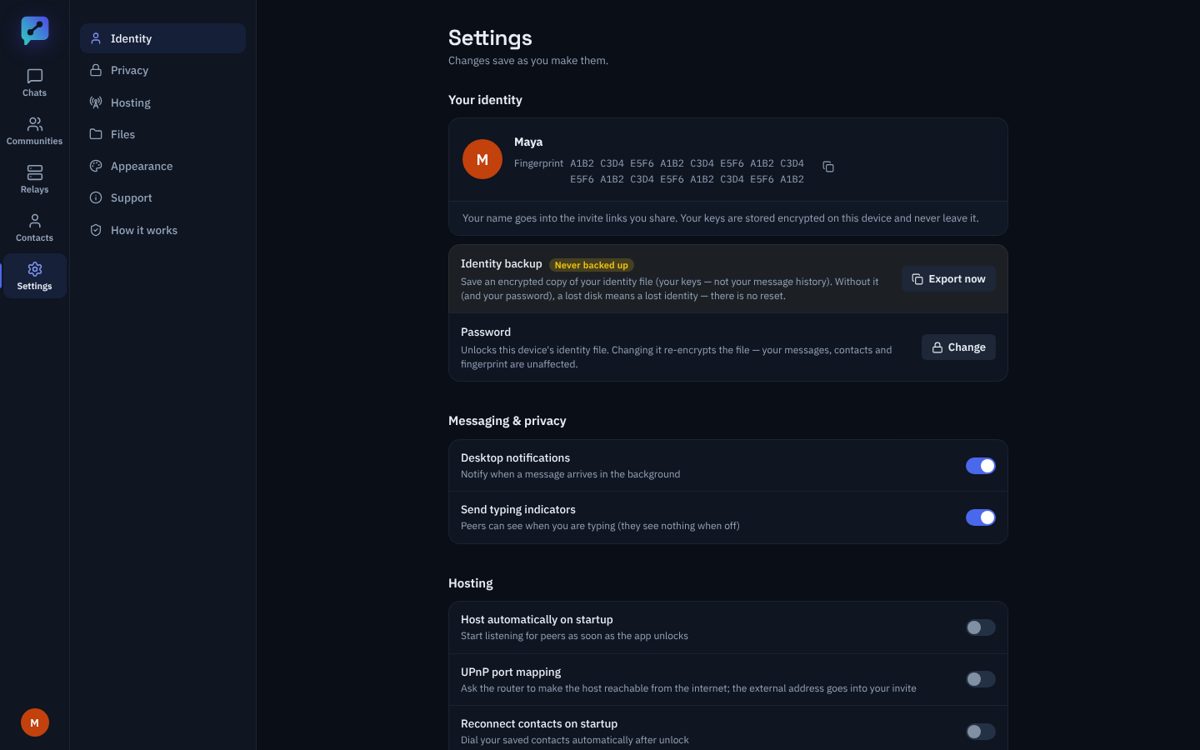 Chats
Communities
Relays
Contacts
Settings
M
Identity
Privacy
Hosting
Files
Appearance
Support
How it works
Settings
Changes save as you make them.
Your identity
M
Maya
Fingerprint A1B2 C3D4 E5F6 A1B2 C3D4 E5F6 A1B2 C3D4
E5F6 A1B2 C3D4 E5F6 A1B2 C3D4 E5F6 A1B2
Your name goes into the invite links you share. Your keys are stored encrypted on this device and never leave it.
Identity backup Never backed up
Save an encrypted copy of your identity file (your keys — not your message history). Without it
(and your password), a lost disk means a lost identity — there is no reset.
Export now
Password
Unlocks this device's identity file. Changing it re-encrypts the file — your messages, contacts and
fingerprint are unaffected.
Change
Messaging & privacy
Desktop notifications
Notify when a message arrives in the background
Send typing indicators
Peers can see when you are typing (they see nothing when off)
Hosting
Host automatically on startup
Start listening for peers as soon as the app unlocks
UPnP port mapping
Ask the router to make the host reachable from the internet; the external address goes into your invite
Reconnect contacts on startup
Dial your saved contacts automatically after unlock